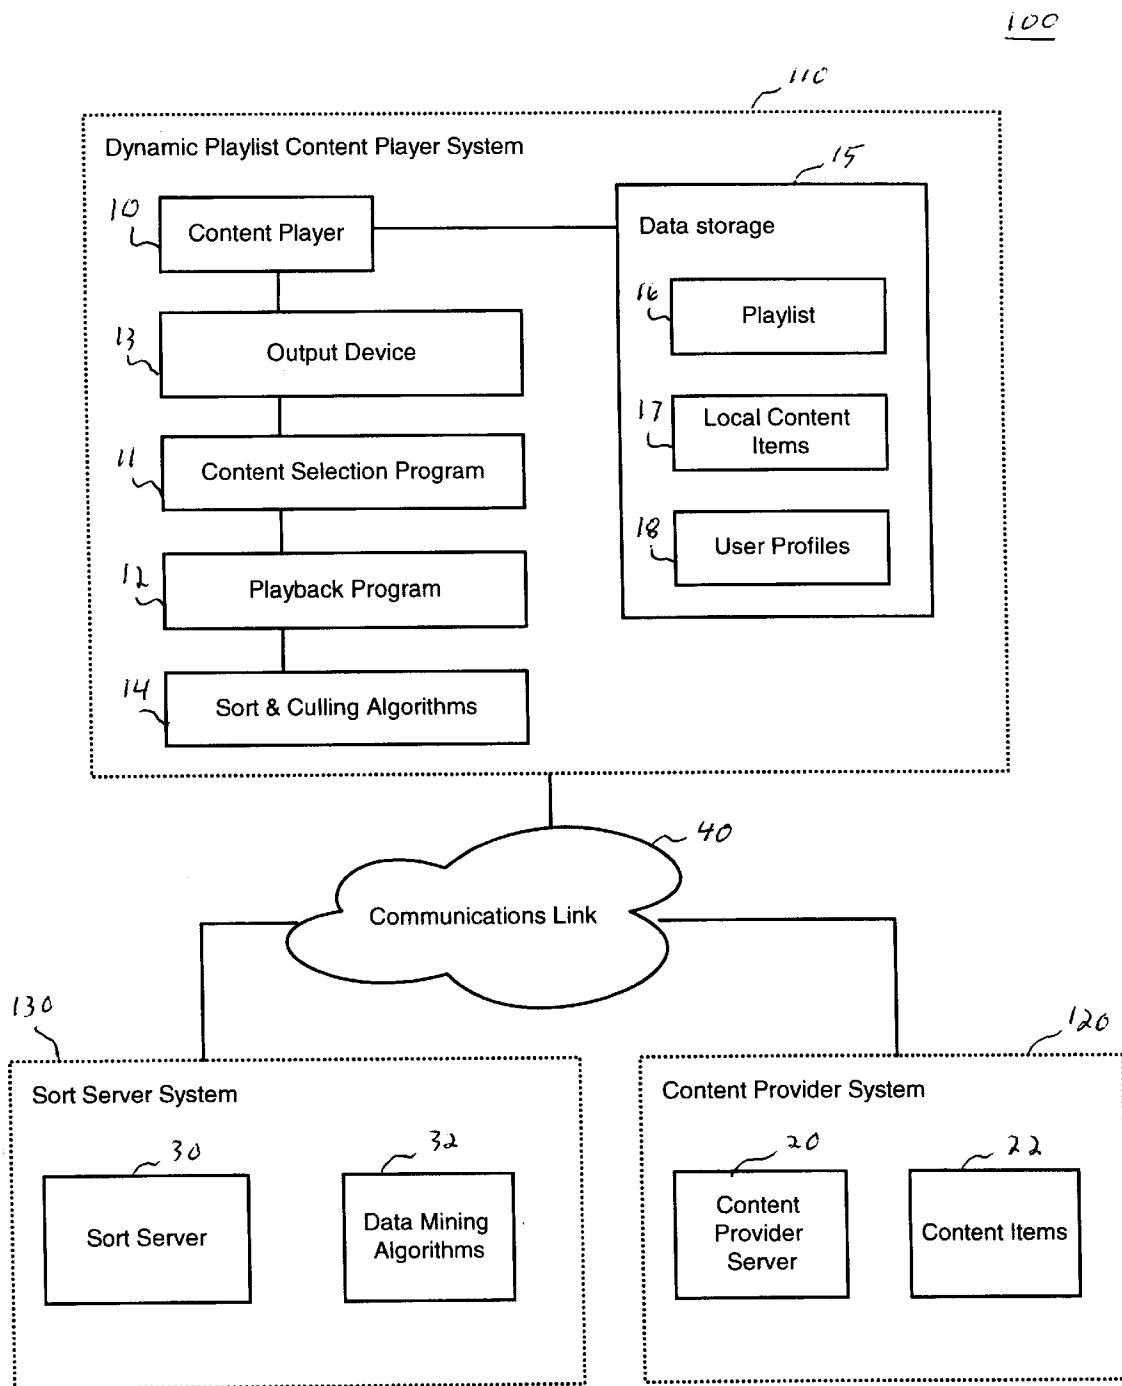 100
110
Dynamic Playlist Content Player System
15
10
Content Player
Data storage
16
Playlist
13
Output Device
17
Local Content
Items
11
Content Selection Program
18
User Profiles
12
Playback Program
14
Sort & Culling Algorithms
40
Communications Link
130
120
Sort Server System
Content Provider System
30
32
20
22
Sort Server
Data Mining
Algorithms
Content
Provider
Server
Content Items